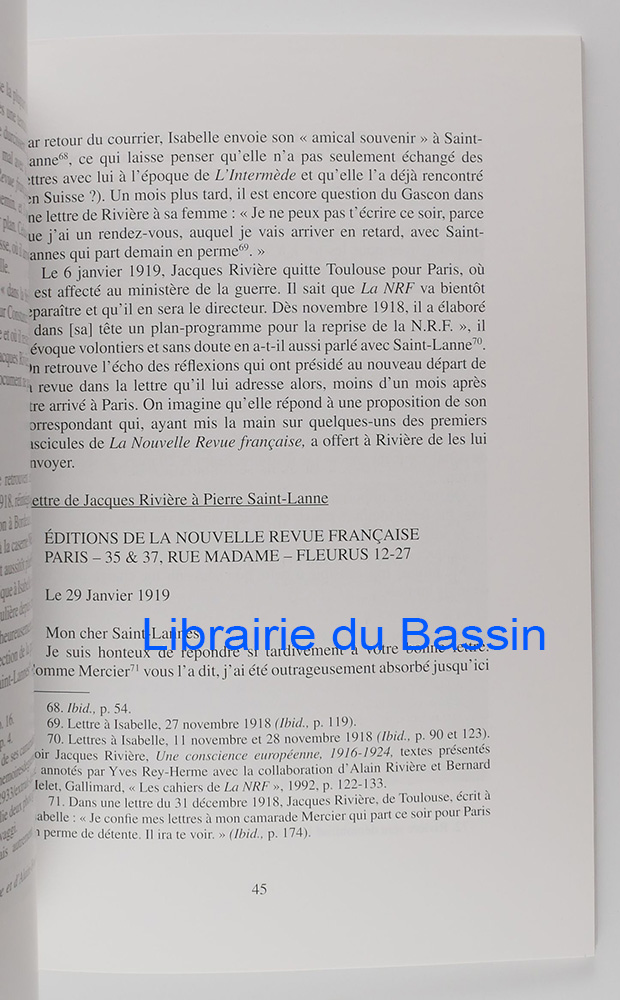 ar retour du courrier, Isabelle envoie son « amical souvenir » à Saint-
anne⁶⁸, ce qui laisse penser qu'elle n'a pas seulement échangé des
ettres avec lui à l'époque de L'Intermède et qu'elle l'a déjà rencontré
en Suisse ?). Un mois plus tard, il est encore question du Gascon dans
ne lettre de Rivière à sa femme : « Je ne peux pas t'écrire ce soir, parce
ue j'ai un rendez-vous, auquel je vais arriver en retard, avec Saint-
annes qui part demain en perme⁶⁹. »
Le 6 janvier 1919, Jacques Rivière quitte Toulouse pour Paris, où
est affecté au ministère de la guerre. Il sait que La NRF va bientôt
eparaître et qu'il en sera le directeur. Dès novembre 1918, il a élaboré
dans [sa] tête un plan-programme pour la reprise de la N.R.F. », il
évoque volontiers et sans doute en a-t-il aussi parlé avec Saint-Lanne⁷⁰.
On retrouve l'écho des réflexions qui ont présidé au nouveau départ de
a revue dans la lettre qu'il lui adresse alors, moins d'un mois après
tre arrivé à Paris. On imagine qu'elle répond à une proposition de son
orrespondant qui, ayant mis la main sur quelques-uns des premiers
ascicules de La Nouvelle Revue française, a offert à Rivière de les lui
nvoyer.
ettre de Jacques Rivière à Pierre Saint-Lanne
ÉDITIONS DE LA NOUVELLE REVUE FRANÇAISE
PARIS – 35 & 37, RUE MADAME – FLEURUS 12-27
Le 29 Janvier 1919
Mon cher Saint-Lannes,
Librairie du Bassin
Je suis honteux de répondre si tardivement à votre bonne lettre.
omme Mercier⁷¹ vous l'a dit, j'ai été outrageusement absorbé jusqu'ici
68. Ibid., p. 54.
69. Lettre à Isabelle, 27 novembre 1918 (Ibid., p. 119).
70. Lettres à Isabelle, 11 novembre et 28 novembre 1918 (Ibid., p. 90 et 123).
oir Jacques Rivière, Une conscience européenne, 1916-1924, textes présentés
annotés par Yves Rey-Herme avec la collaboration d'Alain Rivière et Bernard
elet, Gallimard, « Les cahiers de La NRF », 1992, p. 122-133.
71. Dans une lettre du 31 décembre 1918, Jacques Rivière, de Toulouse, écrit à
sabelle : « Je confie mes lettres à mon camarade Mercier qui part ce soir pour Paris
n perme de détente. Il ira te voir. » (Ibid., p. 174).
45